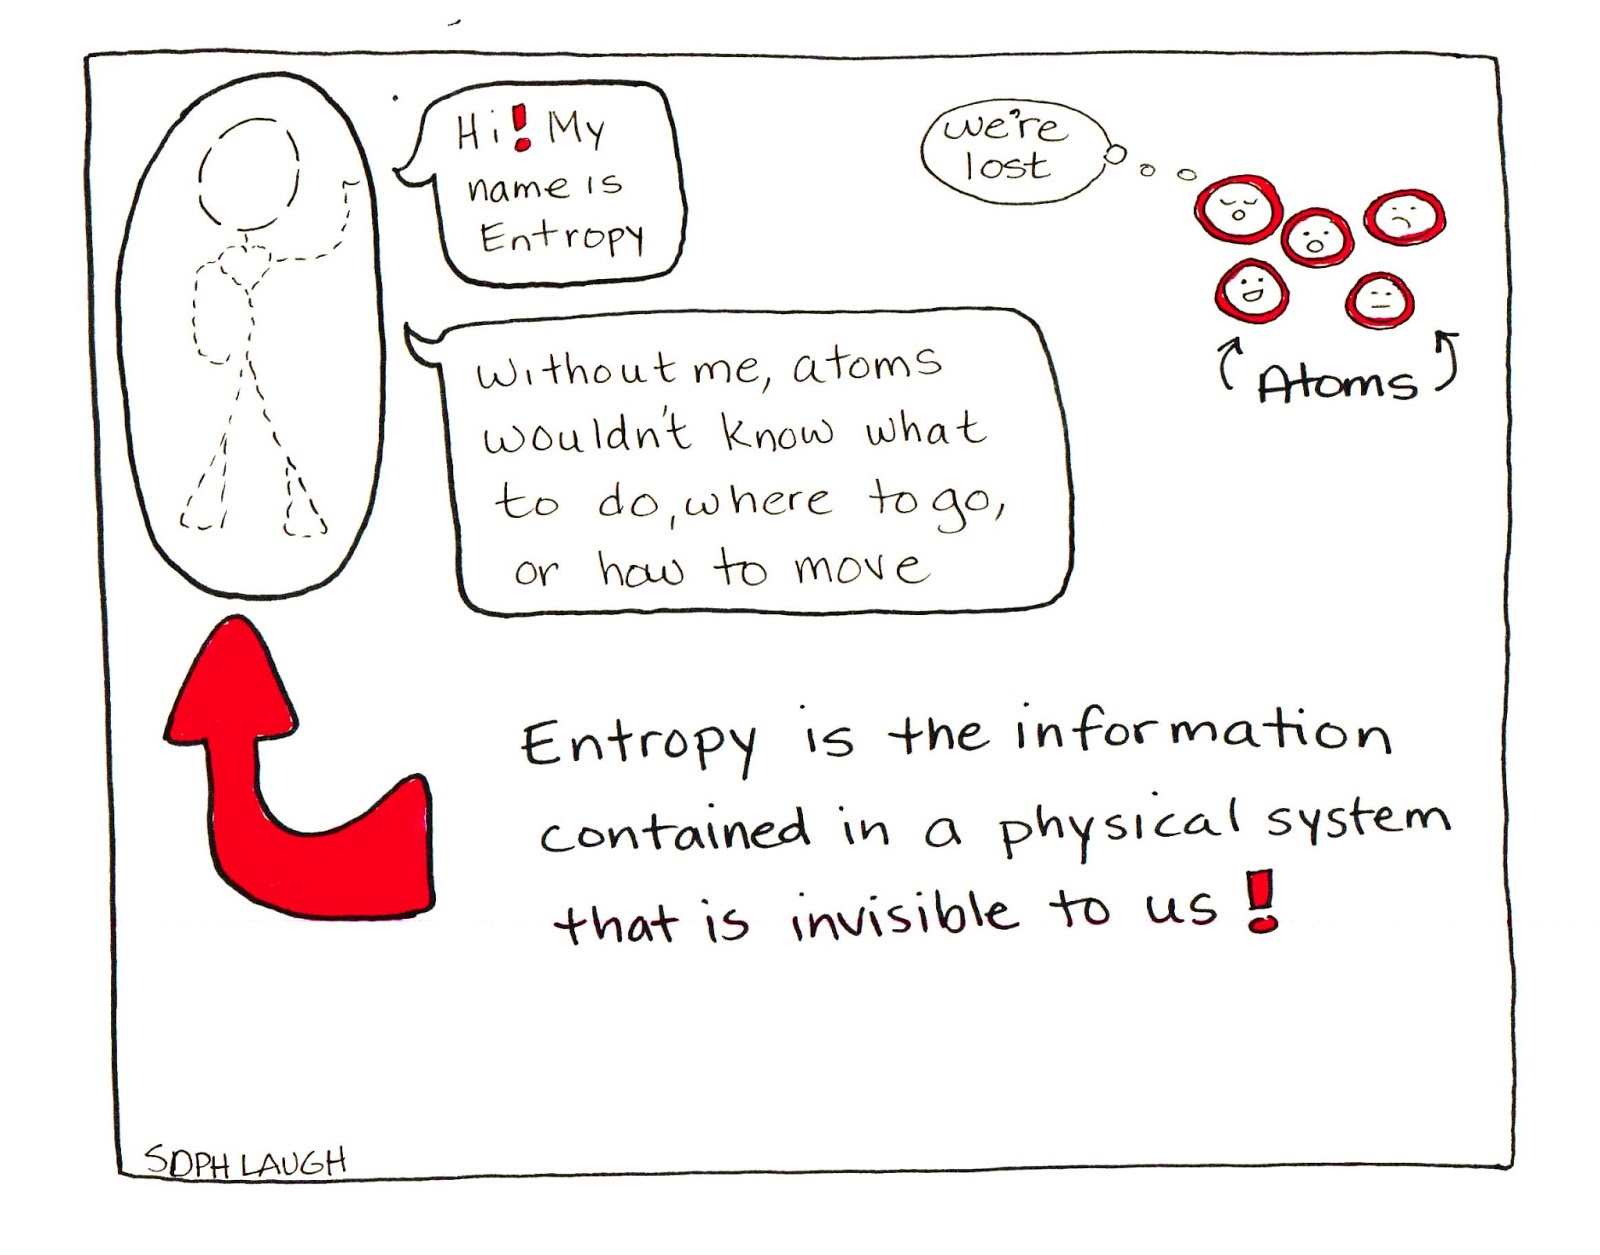 Hi! My
name is
Entropy
we're
lost
Without me, atoms
wouldn't know what
to do, where to go,
or how to move
Atoms
Entropy is the information
contained in a physical system
that is invisible to us!
SOPH LAUGH